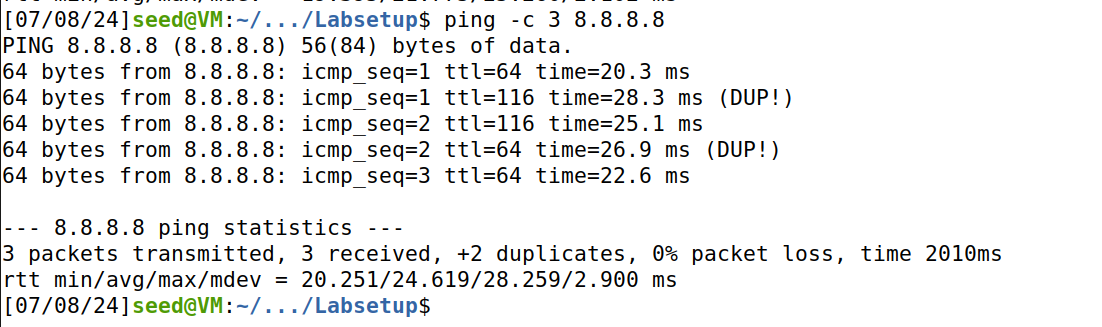 [07/08/24]seed@VM:~/.../Labsetup$ ping -c 3 8.8.8.8
PING 8.8.8.8 (8.8.8.8) 56(84) bytes of data.
64 bytes from 8.8.8.8: icmp_seq=1 ttl=64 time=20.3 ms
64 bytes from 8.8.8.8: icmp_seq=1 ttl=116 time=28.3 ms (DUP!)
64 bytes from 8.8.8.8: icmp_seq=2 ttl=116 time=25.1 ms
64 bytes from 8.8.8.8: icmp_seq=2 ttl=64 time=26.9 ms (DUP!)
64 bytes from 8.8.8.8: icmp_seq=3 ttl=64 time=22.6 ms
--- 8.8.8.8 ping statistics ---
3 packets transmitted, 3 received, +2 duplicates, 0% packet loss, time 2010ms
rtt min/avg/max/mdev = 20.251/24.619/28.259/2.900 ms
[07/08/24]seed@VM:~/.../Labsetup$